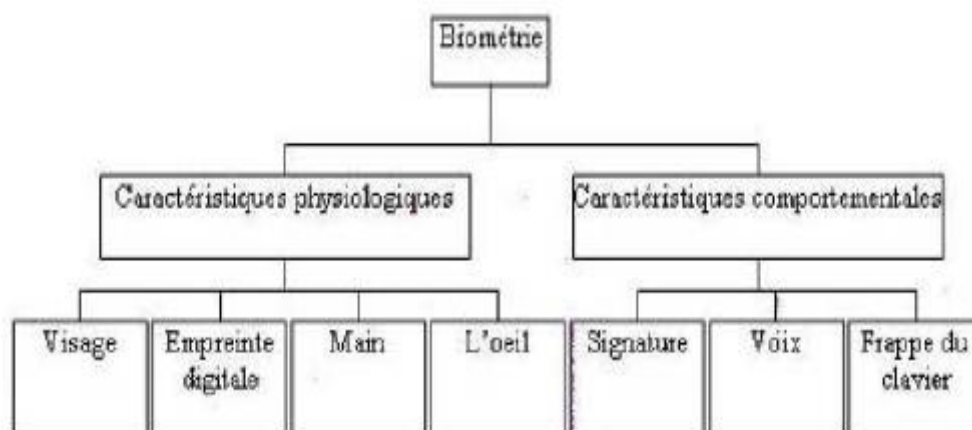 Biométrie
Caractéristiques physiologiques
Caractéristiques comportementales
Visage
Empreinte
digitale
Main
L'oeil
Signature
Voix
Frappe du
clavier